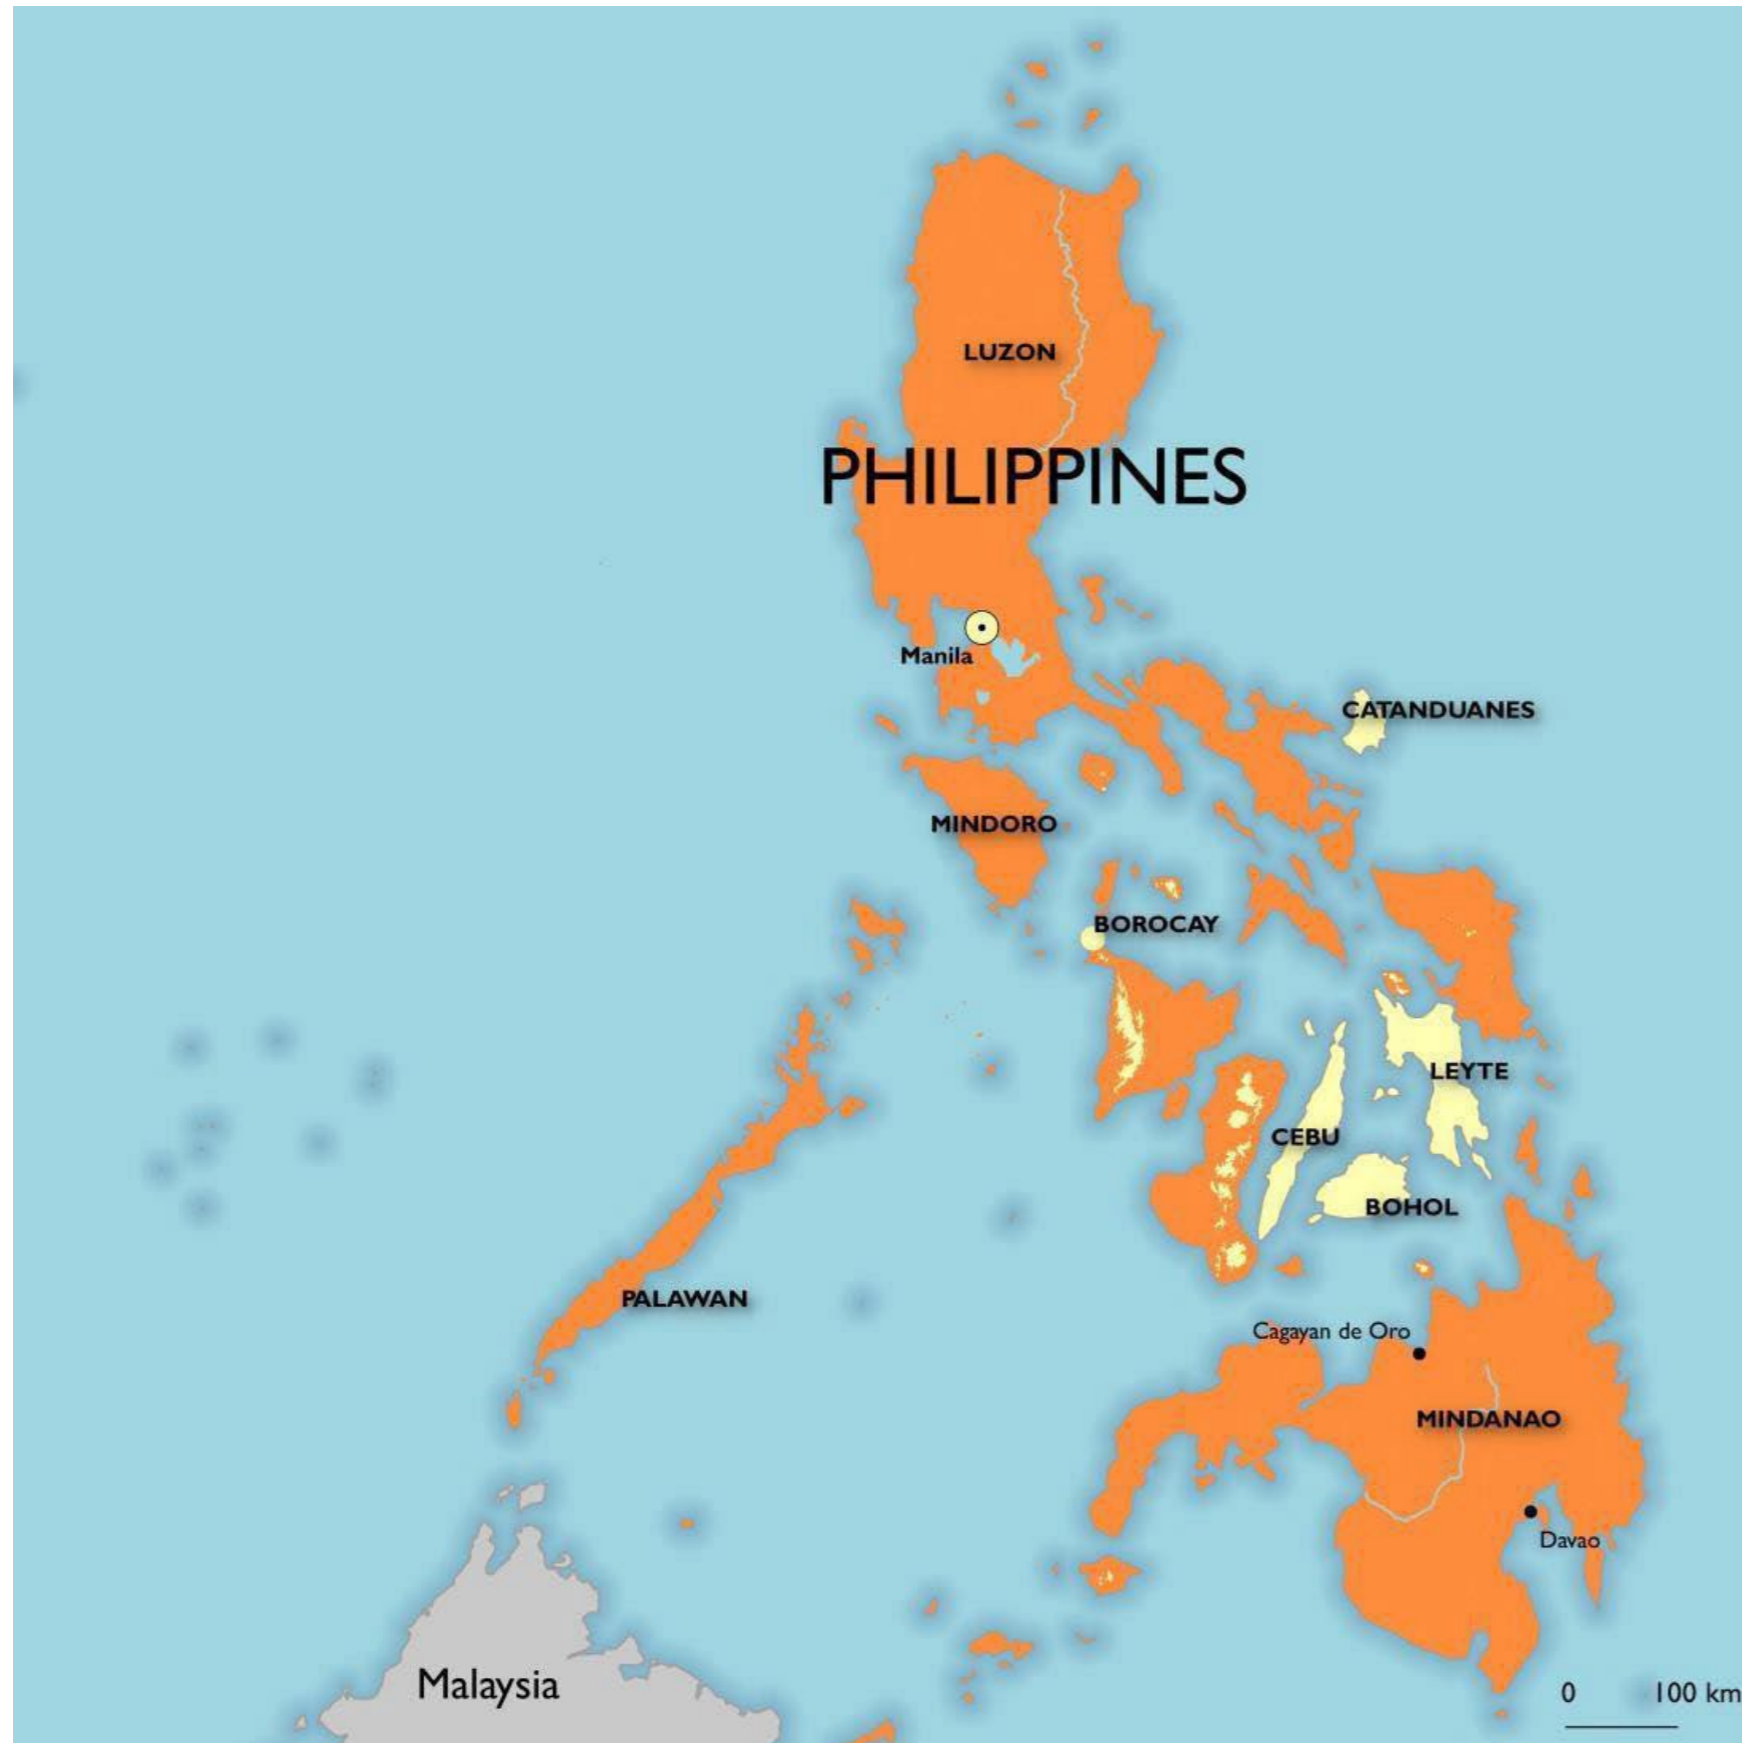 LUZON
PHILIPPINES
Manila
CATANDUANES
MINDORO
BOROCAY
LEYTE
CEBU
BOHOL
PALAWAN
Cagayan de Oro
MINDANAO
Davao
Malaysia
0 100 km